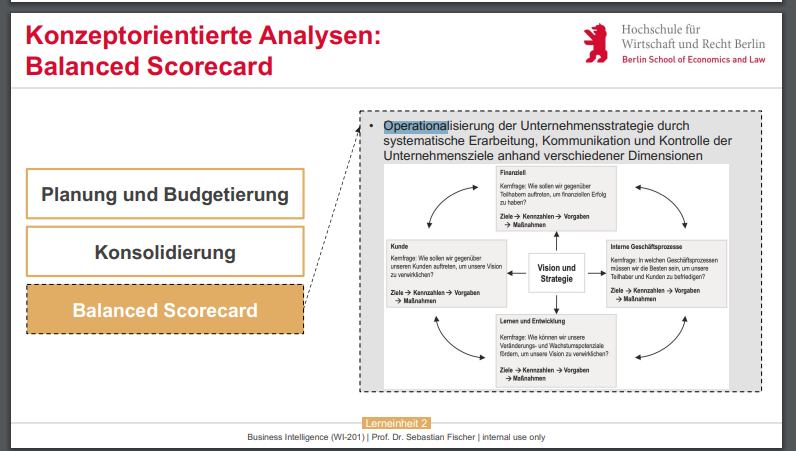 Konzeptorientierte Analysen:
Balanced Scorecard
Hochschule für
Wirtschaft und Recht Berlin
Berlin School of Economics and Law
Planung und Budgetierung
Konsolidierung
Balanced Scorecard
• Operationalisierung der Unternehmensstrategie durch
systematische Erarbeitung, Kommunikation und Kontrolle der
Unternehmensziele anhand verschiedener Dimensionen
Finanziell
Kernfrage: Wie sollen wir gegenüber
Teilhabern auftreten, um finanziellen Erfolg
zu haben?
Ziele → Kennzahlen → Vorgaben
→ Maßnahmen
Kunde
Kernfrage: Wie sollen wir gegenüber
unseren Kunden auftreten, um unsere Vision
zu verwirklichen?
Ziele → Kennzahlen → Vorgaben
→ Maßnahmen
Vision und
Strategie
Interne Geschäftsprozesse
Kernfrage: In welchen Geschäftsprozessen
müssen wir die Besten sein, um unsere
Teilhaber und Kunden zu befriedigen?
Ziele → Kennzahlen → Vorgaben
→ Maßnahmen
Lernen und Entwicklung
Kernfrage: Wie können wir unsere
Veränderungs- und Wachstumspotenziale
fördern, um unsere Vision zu verwirklichen?
Ziele → Kennzahlen → Vorgaben
→ Maßnahmen
Lerneinheit 2
Business Intelligence (WI-201) | Prof. Dr. Sebastian Fischer | internal use only